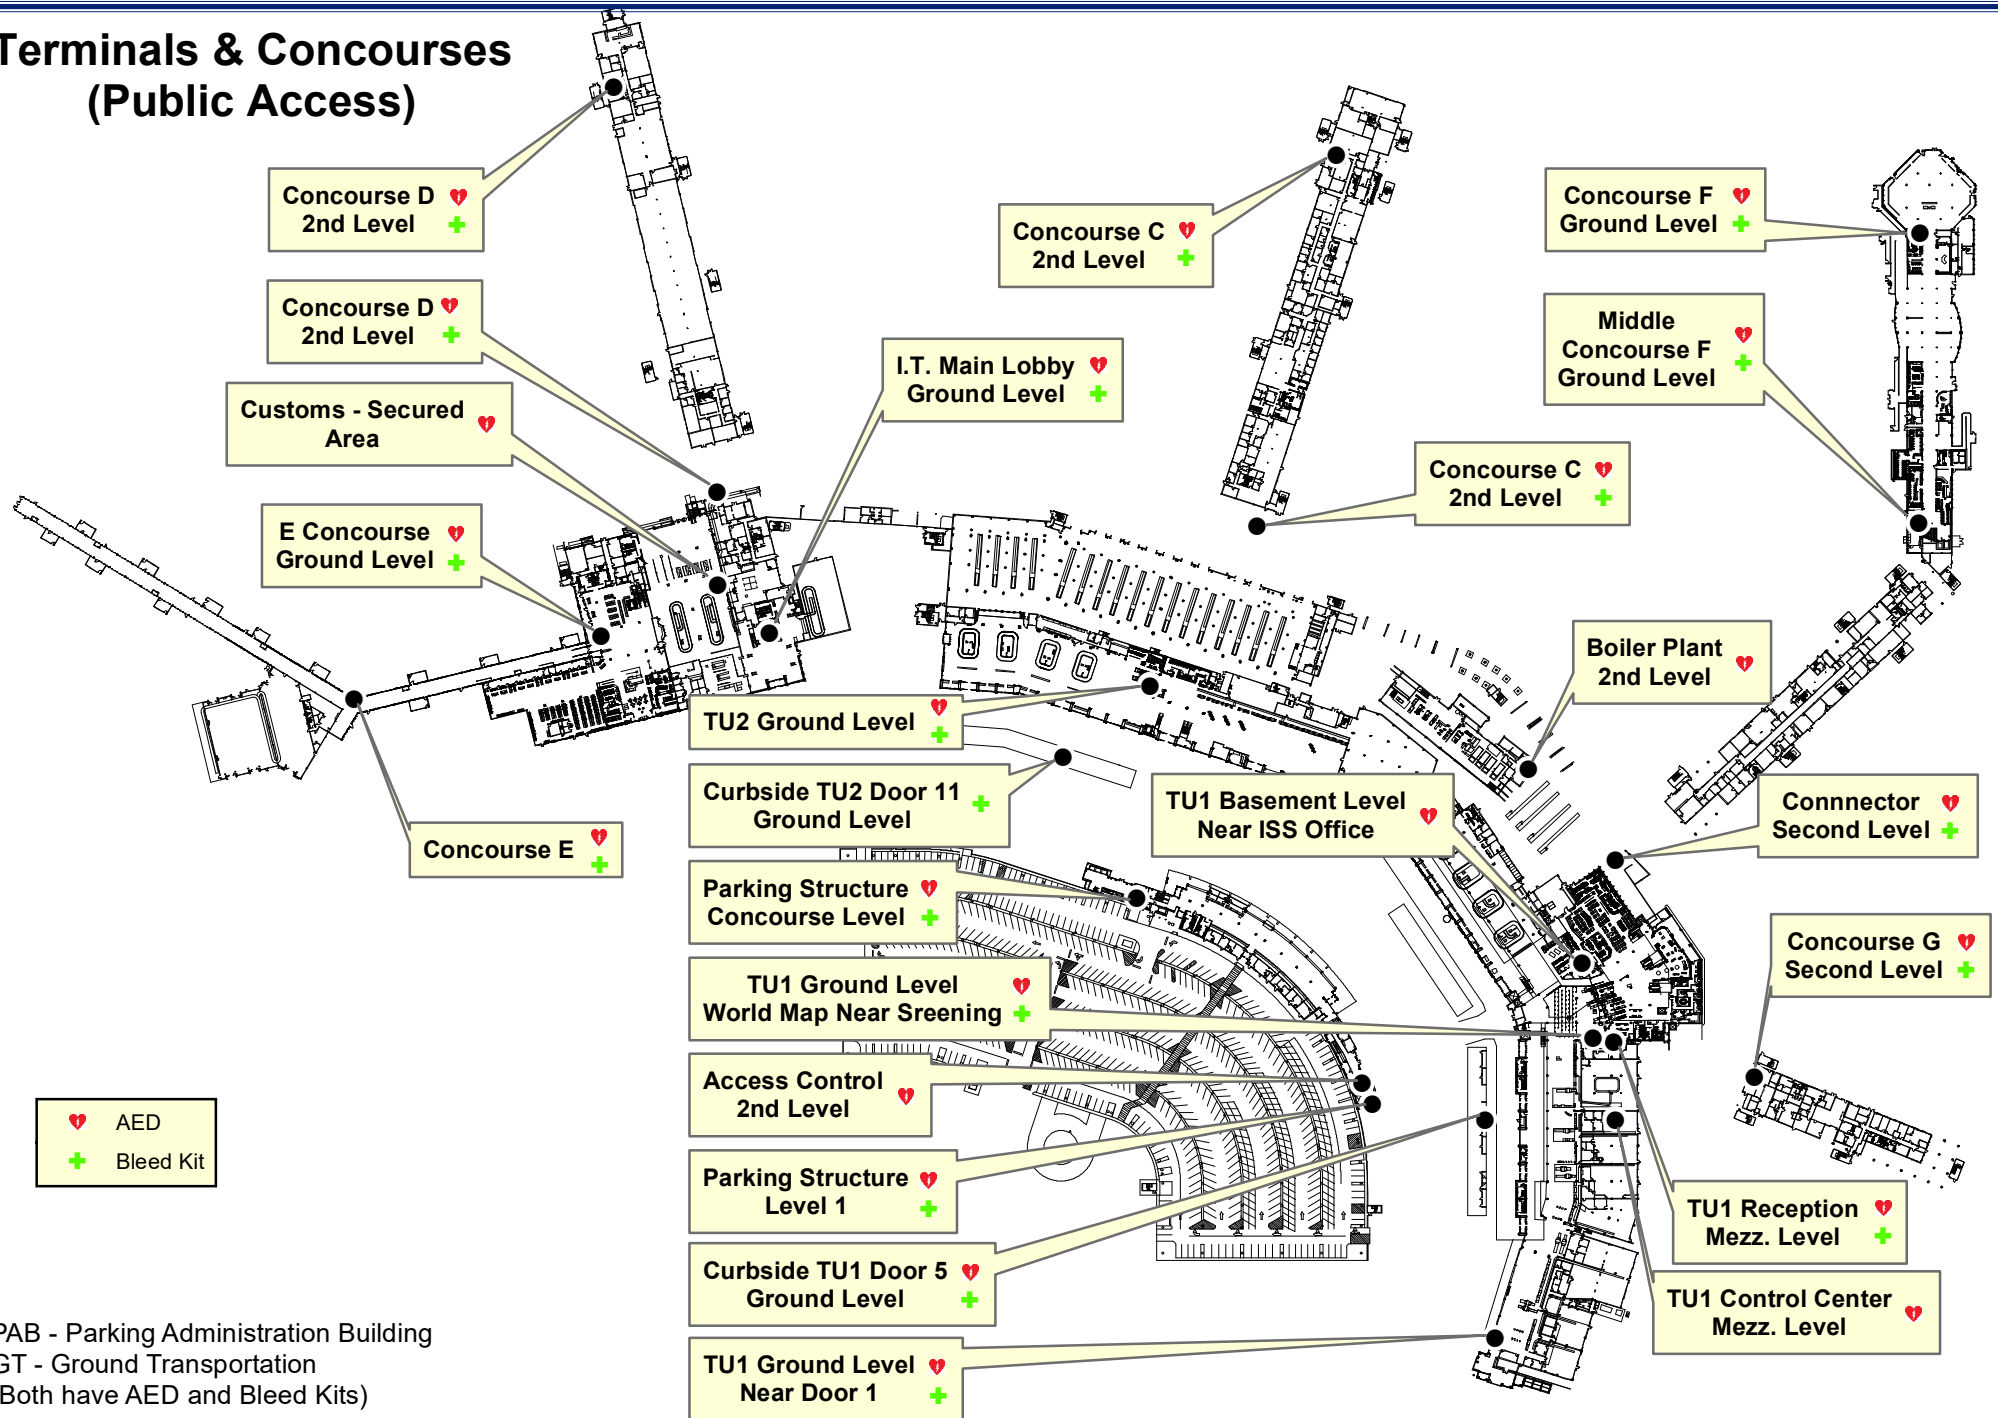 Terminals & Concourses
(Public Access)
Concourse D
2nd Level
Concourse C
2nd Level
Concourse F
Ground Level
Concourse D
2nd Level
Middle
Concourse F
Ground Level
I.T. Main Lobby
Ground Level
Customs - Secured
Area
Concourse C
2nd Level
E Concourse
Ground Level
Boiler Plant
2nd Level
TU2 Ground Level
Curbside TU2 Door 11
Ground Level
TU1 Basement Level
Near ISS Office
Connnector
Second Level
Concourse E
Parking Structure
Concourse Level
Concourse G
Second Level
TU1 Ground Level
World Map Near Sreening
Access Control
2nd Level
AED
Bleed Kit
Parking Structure
Level 1
TU1 Reception
Mezz. Level
Curbside TU1 Door 5
Ground Level
TU1 Control Center
Mezz. Level
TU1 Ground Level
Near Door 1
PAB - Parking Administration Building
GT - Ground Transportation
(Both have AED and Bleed Kits)